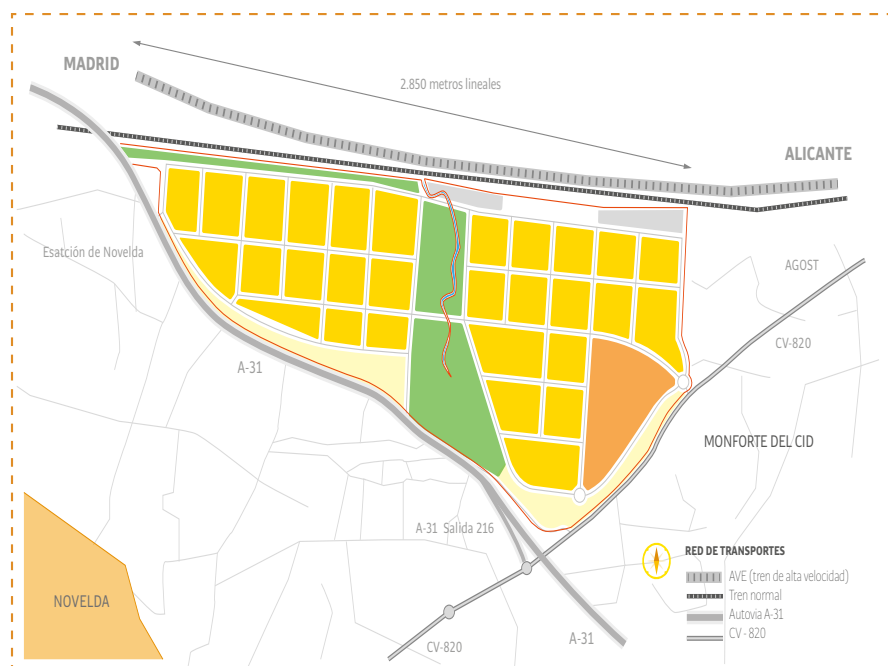 MADRID
2.850 metros lineales
ALICANTE
Esatción de Novelda
AGOST
CV-820
A-31
MONFORTE DEL CID
A-31 Salida 216
NOVELDA
CV-820
A-31
RED DE TRANSPORTES
AVE (tren de alta velocidad)
Tren normal
Autovia A-31
CV - 820